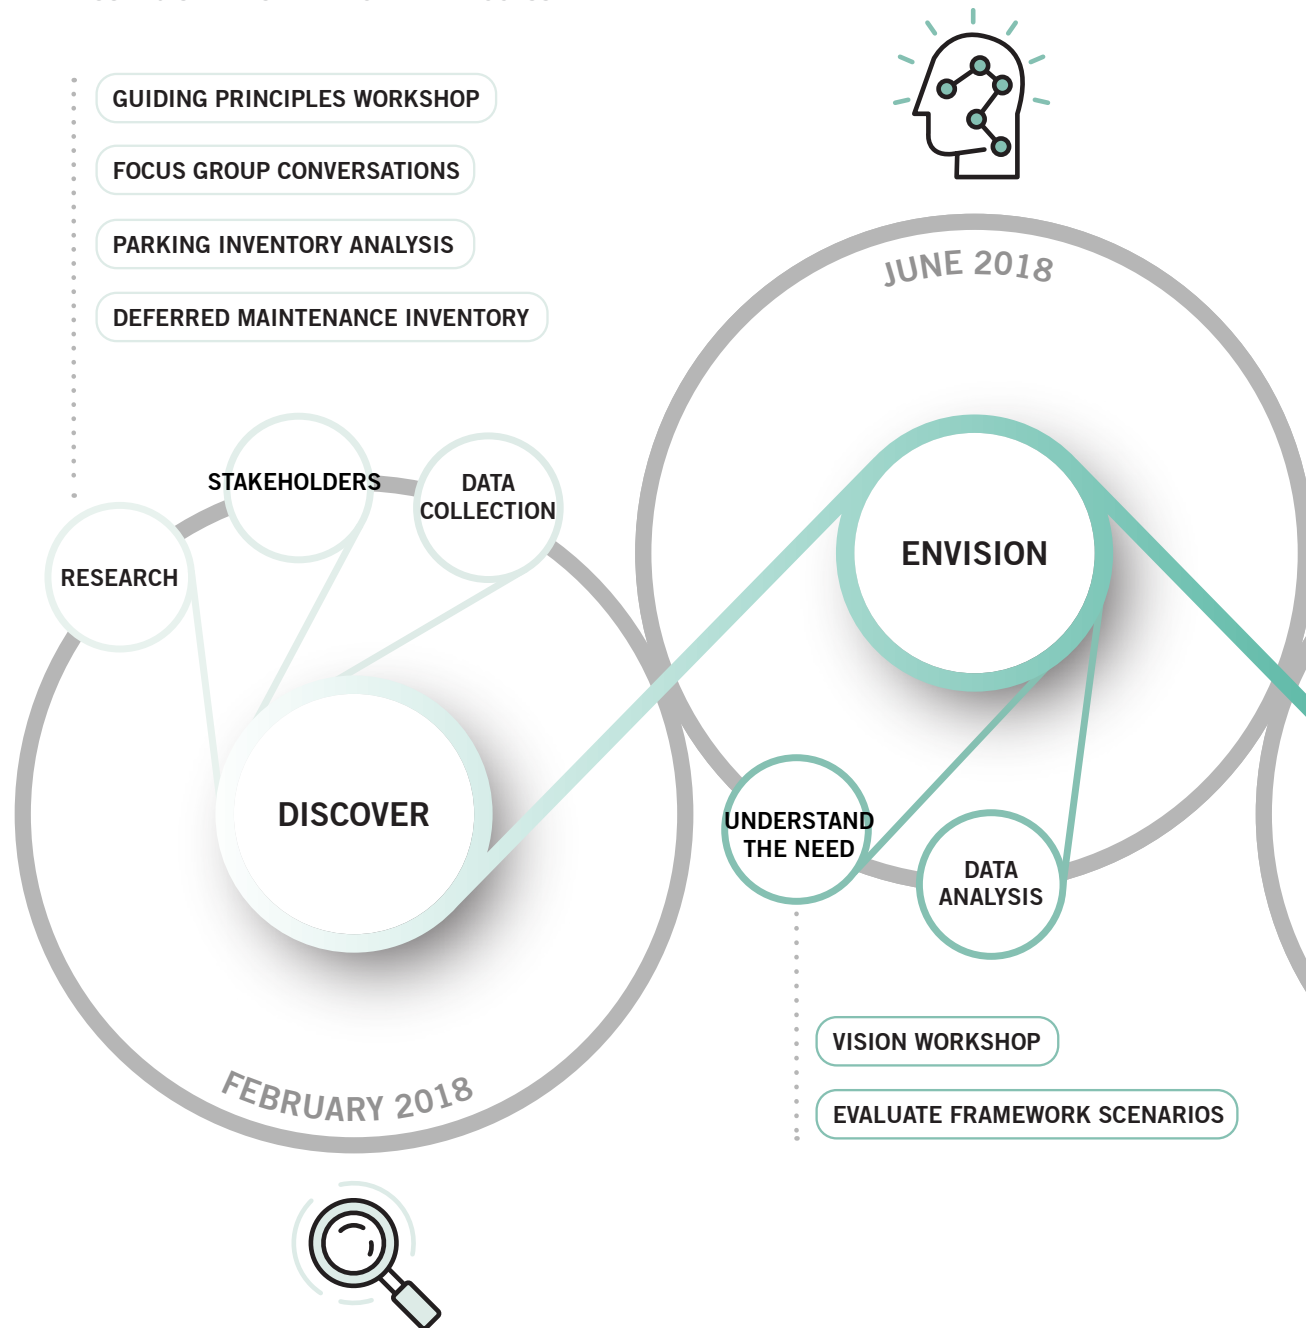 GUIDING PRINCIPLES WORKSHOP
FOCUS GROUP CONVERSATIONS
PARKING INVENTORY ANALYSIS
DEFERRED MAINTENANCE INVENTORY
STAKEHOLDERS
DATA
COLLECTION
RESEARCH
DISCOVER
FEBRUARY 2018
JUNE 2018
ENVISION
UNDERSTAND
THE NEED
DATA
ANALYSIS
VISION WORKSHOP
EVALUATE FRAMEWORK SCENARIOS